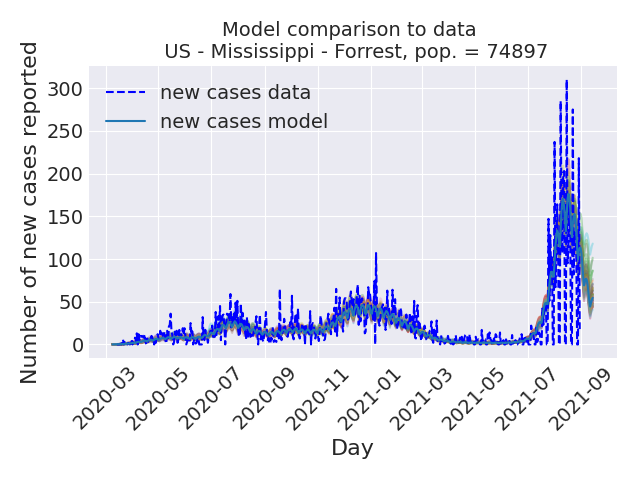 Model comparison to data
US - Mississippi - Forrest, pop. = 74897
Number of new cases reported
300
250
200
150
100
50
0
new cases data
new cases model
2020-03
2020-05
2020-07
2020-09
2020-11
2021-01
2021-03
2021-05
2021-07
2021-09
Day